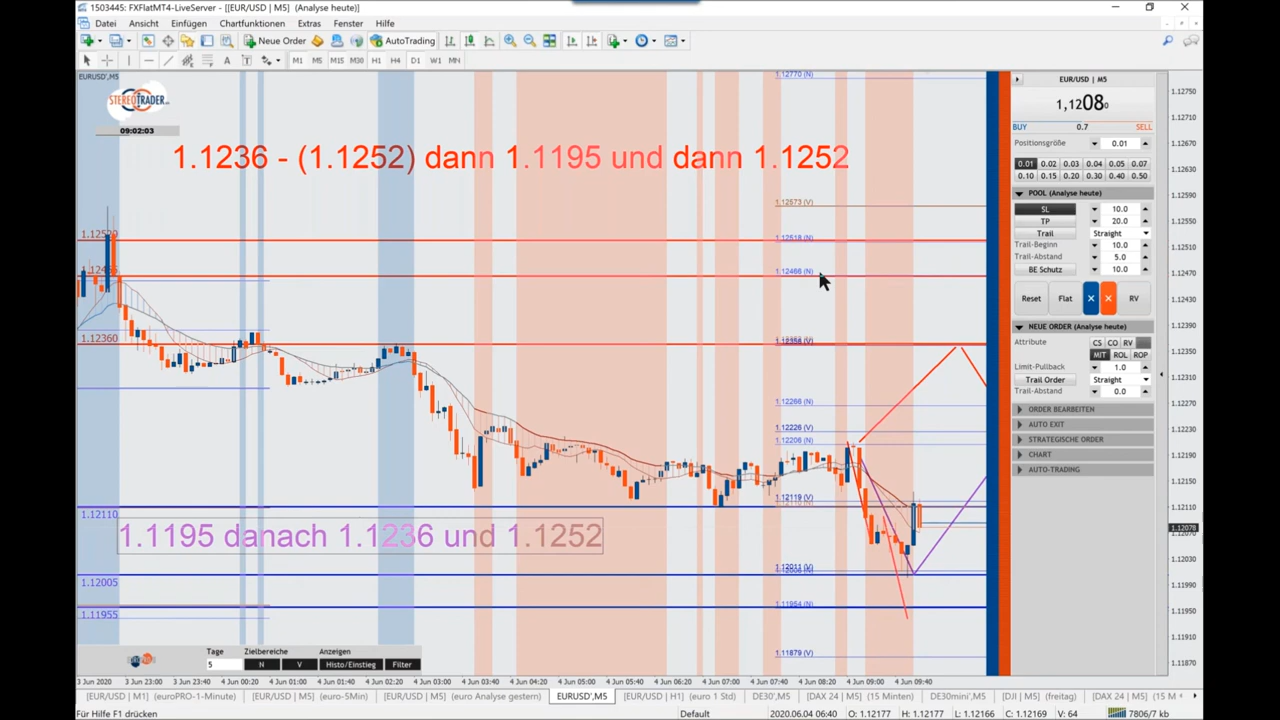 1503445: FXFlatMT4-LiveServer - [[EUR/USD | M5] (Analyse heute)]
Datei Ansicht Einfügen Chartfunktionen Extras Fenster Hilfe
Neue Order AutoTrading
A T M1 M5 M15 M30 H1 H4 D1 W1 MN
EURUSD',M5
STEREOTRADER
09:02:03
1.1236 - (1.1252) dann 1.1195 und dann 1.1252
1.12770 (N)
1.12573 (V)
1.12518 (N)
1.12466 (N)
1.12360
1.12266 (N)
1.12226 (V)
1.12206 (N)
1.12119 (V)
1.12110
1.1195 danach 1.1236 und 1.1252
1.12005
1.12011 (V)
1.11955
1.11954 (N)
1.11879 (V)
Tage Zielbereiche Anzeigen
5 N V Histo/Einstieg Filter
3 Jun 2020 3 Jun 23:00 3 Jun 23:40 4 Jun 00:20 4 Jun 01:00 4 Jun 01:40 4 Jun 02:20 4 Jun 03:00 4 Jun 03:40 4 Jun 04:20 4 Jun 05:00 4 Jun 05:40 4 Jun 06:20 4 Jun 07:00 4 Jun 07:40 4 Jun 08:20 4 Jun 09:00 4 Jun 09:40
EUR/USD | M5
1,12080
BUY 0.7 SELL
Positionsgröße 0.01
0.01 0.02 0.03 0.04 0.05 0.07
0.10 0.15 0.20 0.30 0.40 0.50
POOL (Analyse heute)
SL 10.0
TP 20.0
Trail Straight
Trail-Beginn 10.0
Trail-Abstand 5.0
BE Schutz 10.0
Reset Flat × × RV
NEUE ORDER (Analyse heute)
Attribute CS CO RV
MIT ROL ROP
Limit-Pullback 1.0
Trail Order Straight
Trail-Abstand 0.0
ORDER BEARBEITEN
AUTO EXIT
STRATEGISCHE ORDER
CHART
AUTO-TRADING
1.12750
1.12710
1.12670
1.12630
1.12590
1.12550
1.12510
1.12470
1.12430
1.12390
1.12350
1.12310
1.12270
1.12230
1.12190
1.12150
1.12110
1.12078
1.12070
1.12030
1.11990
1.11950
1.11910
1.11870
[EUR/USD | M1] (euroPRO-1-Minute) [EUR/USD | M5] (euro-5Min) [EUR/USD | M5] (euro Analyse gestern) EURUSD',M5 [EUR/USD | H1] (euro 1 Std) DE30',M5 [DAX 24 | M5] (15 Minten) DE30mini',M5 [DJI | M5] (freitag) [DAX 24 | M5] (15 M
Für Hilfe F1 drücken Default 2020.06.04 06:40 O: 1.12177 H: 1.12177 L: 1.12166 C: 1.12169 V: 64 7806/7 kb